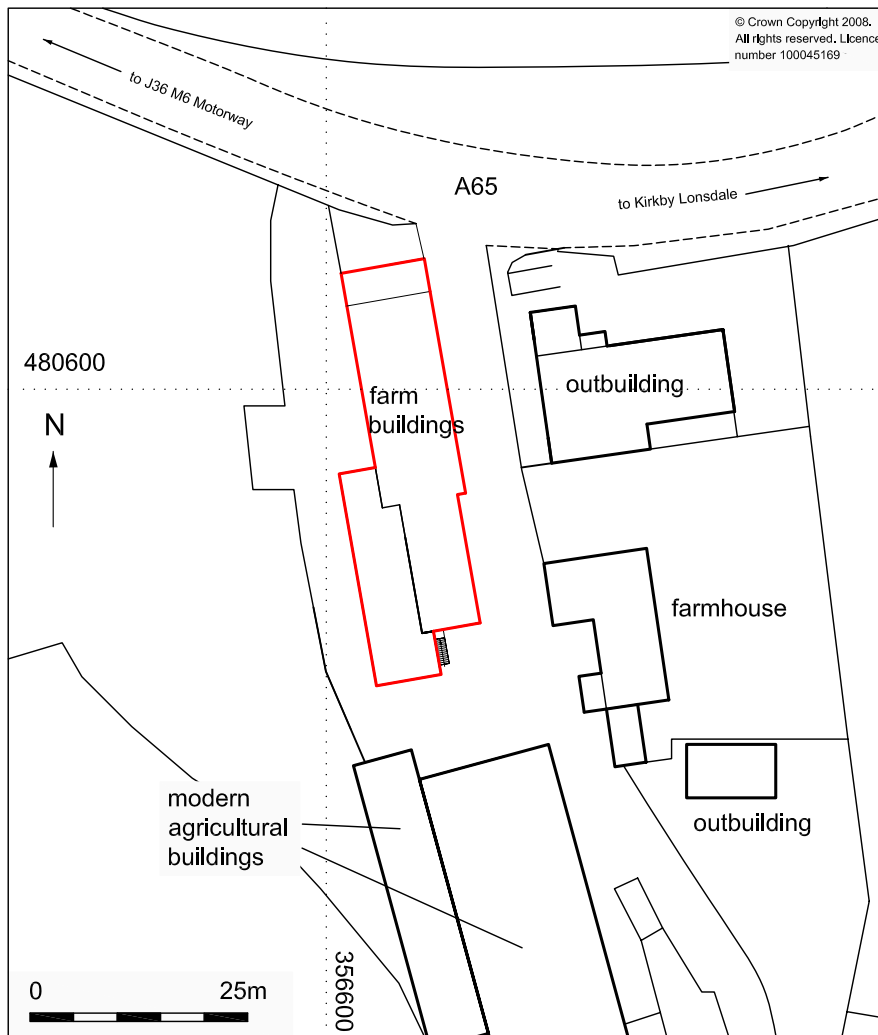 © Crown Copyright 2008.
All rights reserved. Licence
number 100045169
to J36 M6 Motorway
A65
to Kirkby Lonsdale
480600
farm
buildings
outbuilding
N
farmhouse
modern
agricultural
buildings
outbuilding
356600
0 25m